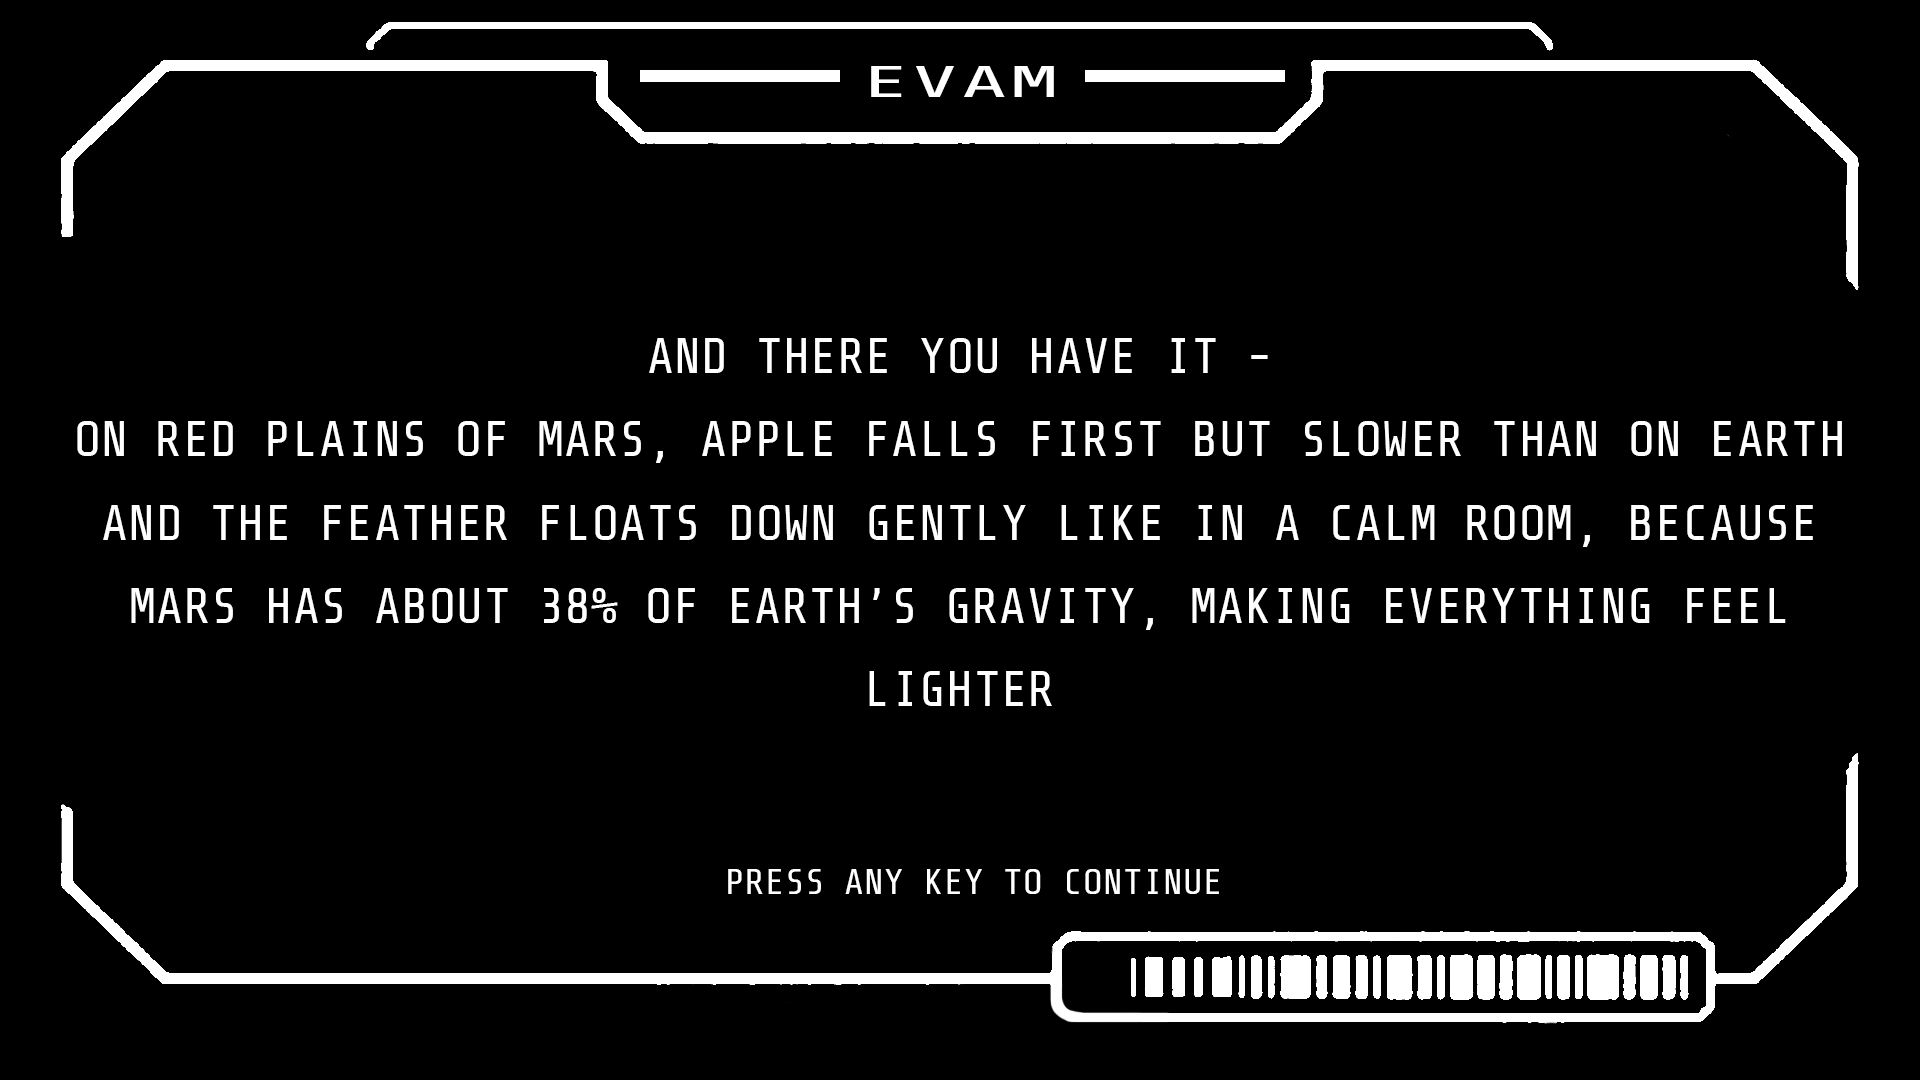 EVAM
AND THERE YOU HAVE IT -
ON RED PLAINS OF MARS, APPLE FALLS FIRST BUT SLOWER THAN ON EARTH
AND THE FEATHER FLOATS DOWN GENTLY LIKE IN A CALM ROOM, BECAUSE
MARS HAS ABOUT 38% OF EARTH’S GRAVITY, MAKING EVERYTHING FEEL
LIGHTER
PRESS ANY KEY TO CONTINUE